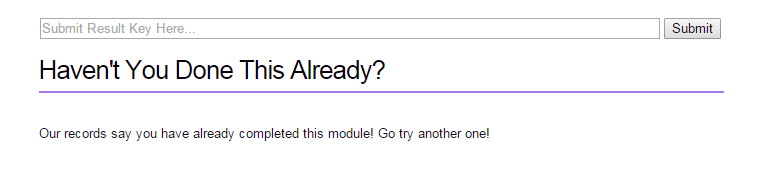 Submit Result Key Here...
Submit
Haven't You Done This Already?
Our records say you have already completed this module! Go try another one!